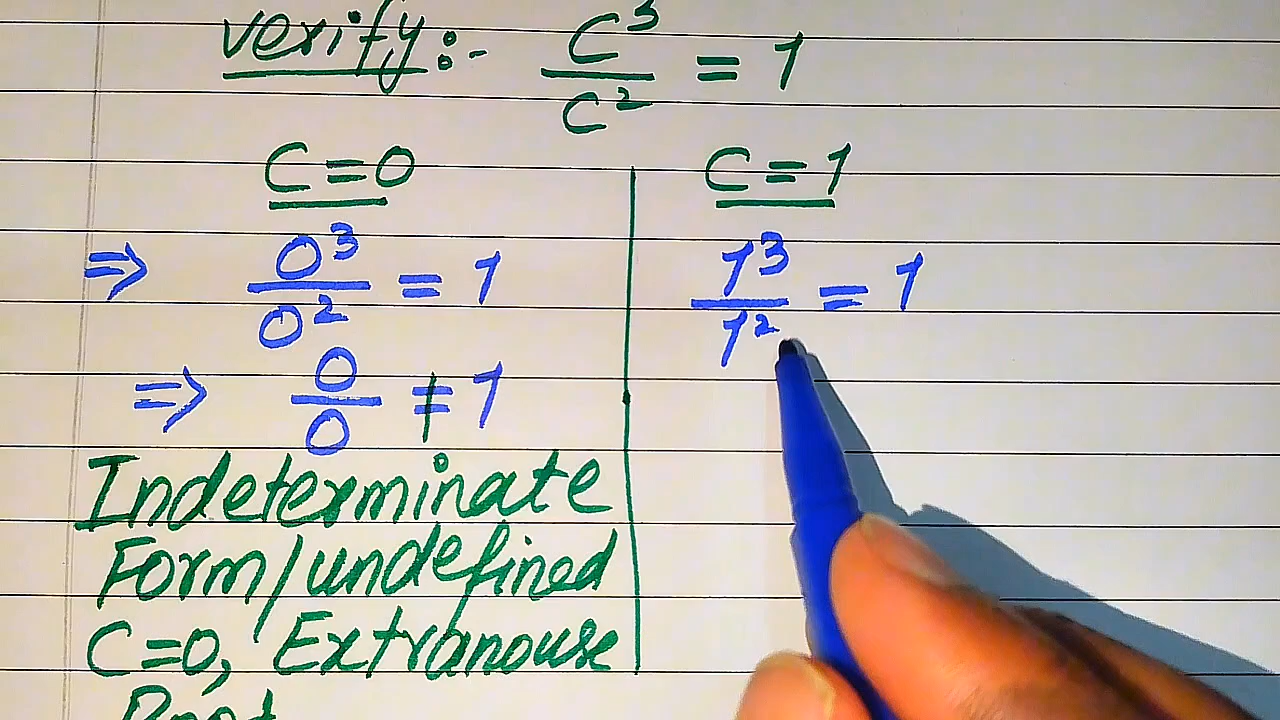 verify:- C³/C² = 1
C=0
⇒ 0³/0² = 1
⇒ 0/0 ≠ 1
Indeterminate
Form/undefined
C=0, Extranouse
Root
C=1
1³/1² = 1